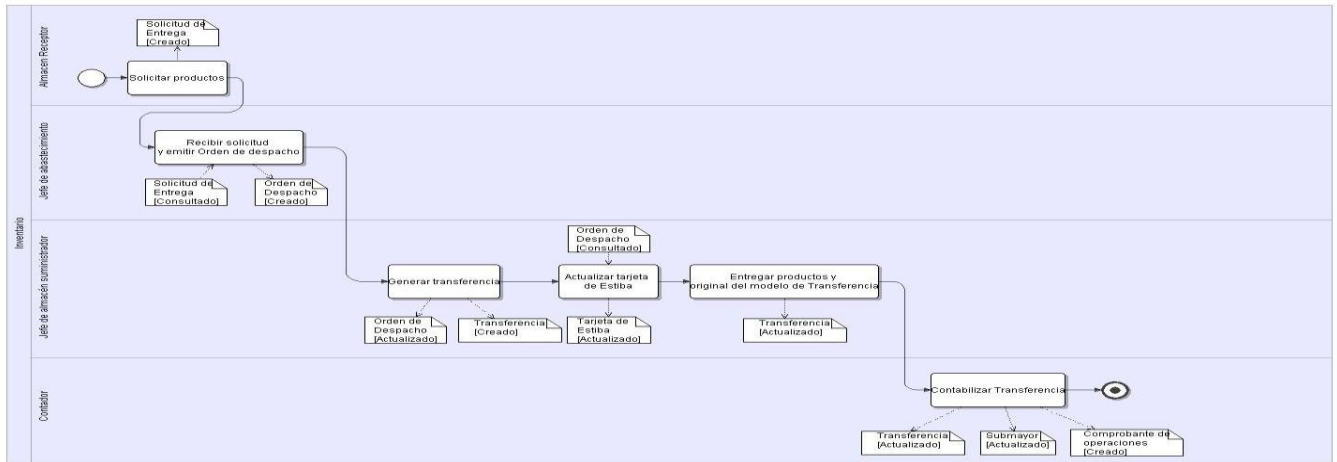 Inventario
Almacen Receptor
Solicitud de
Entrega
[Creado]
Solicitar productos
Jefe de abastecimiento
Recibir solicitud
y emitir Orden de despacho
Solicitud de
Entrega
[Consultado]
Orden de
Despacho
[Creado]
Jefe de almacén suministrador
Orden de
Despacho
[Consultado]
Generar transferencia
Actualizar tarjeta
de Estiba
Entregar productos y
original del modelo de Transferencia
Orden de
Despacho
[Actualizado]
Transferencia
[Creado]
Tarjeta de
Estiba
[Actualizado]
Transferencia
[Actualizado]
Contador
Contabilizar Transferencia
Transferencia
[Actualizado]
Submayor
[Actualizado]
Comprobante de
operaciones
[Creado]